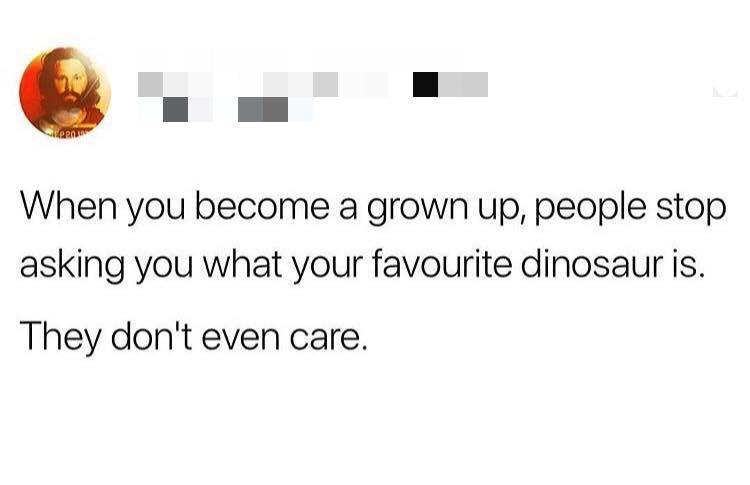 When you become a grown up, people stop
asking you what your favourite dinosaur is.
They don't even care.